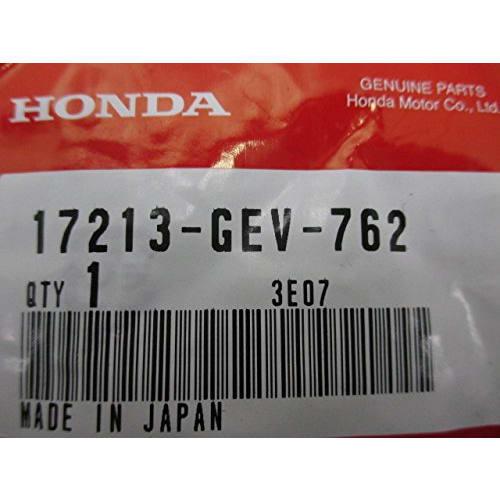 HONDA
GENUINE PARTS
Honda Motor Co., Ltd.
17213-GEV-762
QTY 1 3E07
MADE IN JAPAN